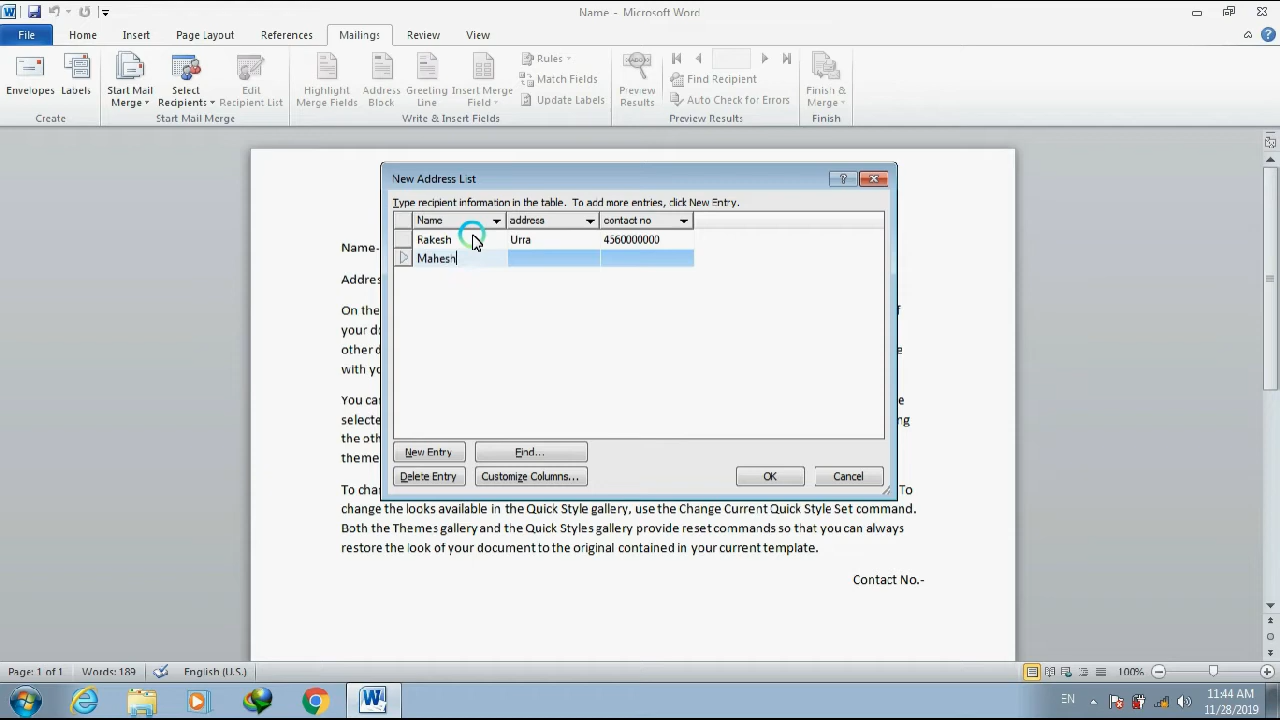 Name - Microsoft Word
File Home Insert Page Layout References Mailings Review View
Envelopes Labels Start Mail Merge Select Recipients Edit Recipient List Highlight Merge Fields Address Block Greeting Line Insert Merge Field Rules Match Fields Update Labels Preview Results Find Recipient Auto Check for Errors Finish & Merge
Create Start Mail Merge Write & Insert Fields Preview Results Finish
New Address List
Type recipient information in the table. To add more entries, click New Entry.
Name address contact no
Rakesh Urra 4560000000
Mahesh
New Entry Find...
Delete Entry Customize Columns... OK Cancel
Name-
Addres
On the
your d
other d
with yo
You ca
selecte
the oth ng
theme
To cha To
change the looks available in the Quick Style gallery, use the Change Current Quick Style Set command.
Both the Themes gallery and the Quick Styles gallery provide reset commands so that you can always
restore the look of your document to the original contained in your current template.
Contact No.-
Page: 1 of 1 Words: 189 English (U.S.) 100%
EN 11:44 AM
11/28/2019